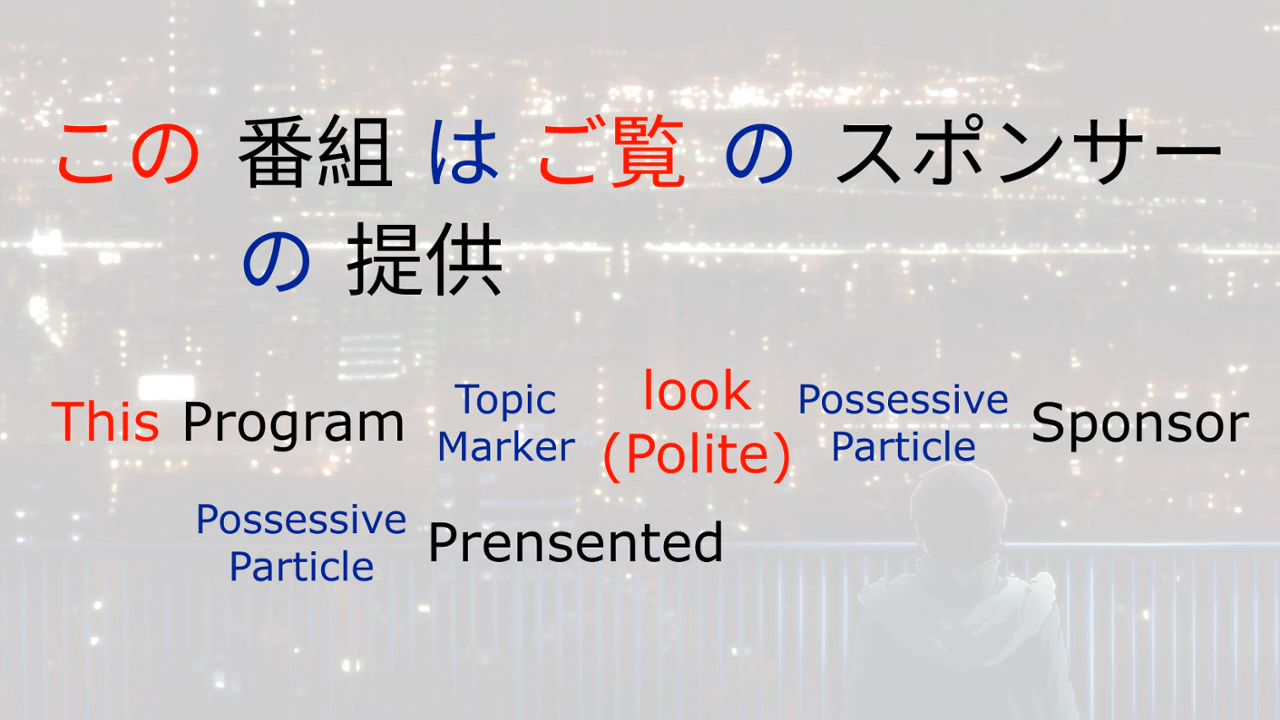 この 番組 は ご覧 の スポンサー
の 提供
This Program Topic Marker look (Polite) Possessive Particle Sponsor
Possessive Particle Prensented